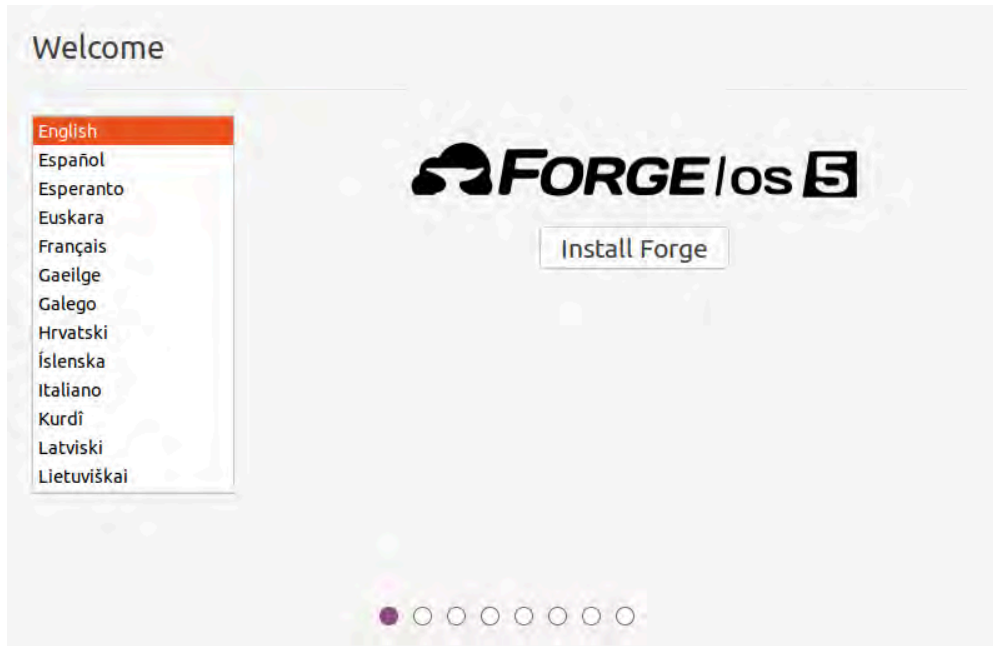 Welcome
English
Español
Esperanto
Euskara
Français
Gaeilge
Galego
Hrvatski
Íslenska
Italiano
Kurdî
Latviski
Lietuviškai
FORGE/os 5
Install Forge